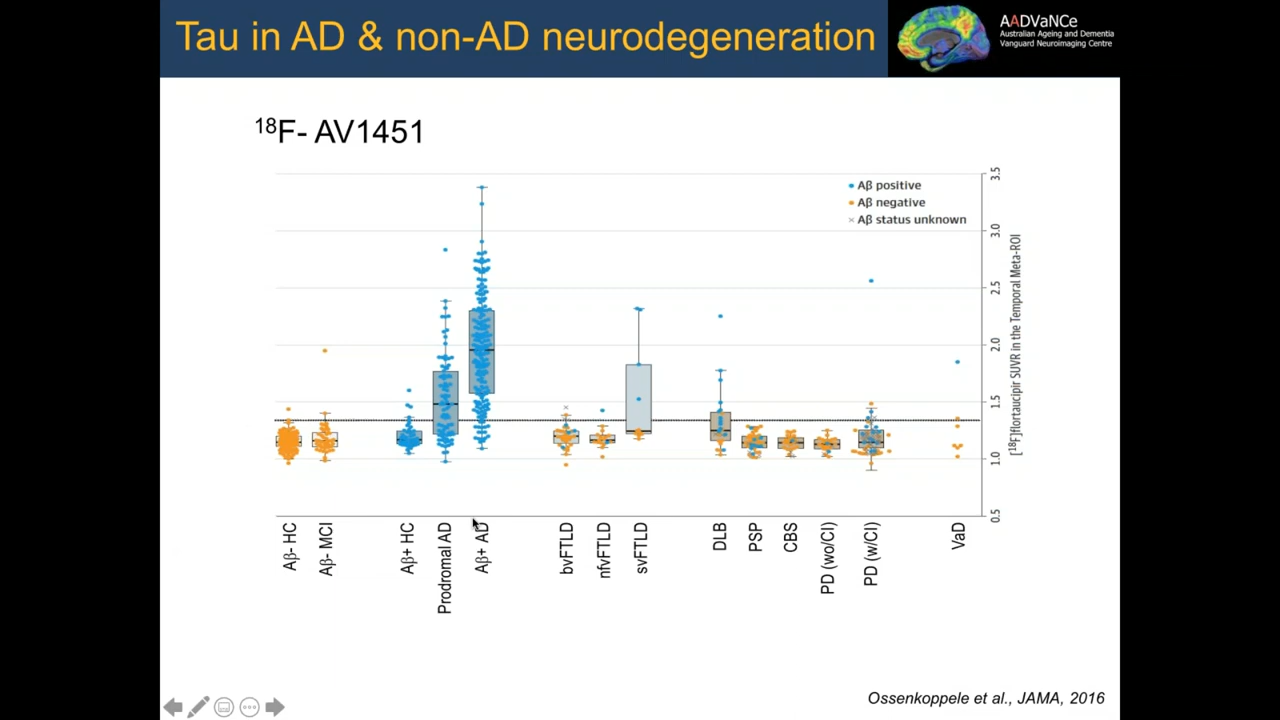 Tau in AD & non-AD neurodegeneration
AADVaNCe
Australian Ageing and Dementia
Vanguard Neuroimaging Centre
¹⁸F- AV1451
Aβ positive
Aβ negative
× Aβ status unknown
3.5
3.0
2.5
2.0
1.5
1.0
0.5
[¹⁸F]flortaucipir SUVR in the Temporal Meta-ROI
Aβ- HC
Aβ- MCI
Aβ+ HC
Prodromal AD
Aβ+ AD
bvFTLD
nfvFTLD
svFTLD
DLB
PSP
CBS
PD (wo/CI)
PD (w/CI)
VaD
Ossenkoppele et al., JAMA, 2016